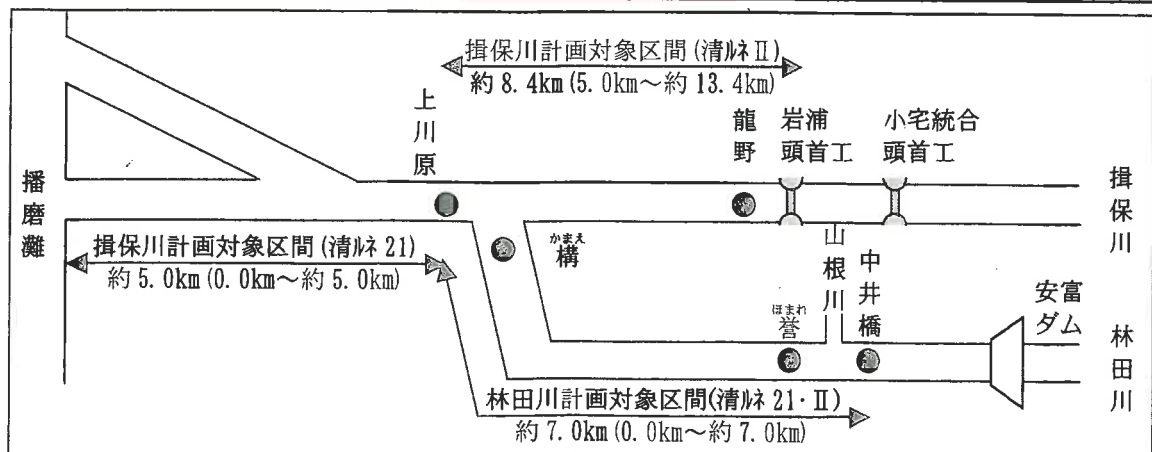 揖保川計画対象区間(清ルネⅡ)
約 8.4km(5.0km～約 13.4km)
上川原
龍野
岩浦
頭首工
小宅統合
頭首工
播磨灘
揖保川
揖保川計画対象区間(清ルネ21)
約 5.0km(0.0km～約 5.0km)
かまえ
構
山根川
中井橋
ほまれ
誉
安富
ダム
林田川
林田川計画対象区間(清ルネ21・Ⅱ)
約 7.0km(0.0km～約 7.0km)